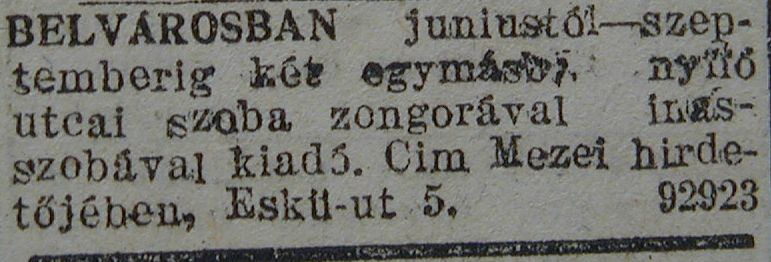 BELVÁROSBAN juniustól—szep-
temberig két egymásb. nyiló
utcai szoba zongorával inas-
szobával kiadó. Cim Mezei hirde-
tőjében, Eskü-ut 5. 92923